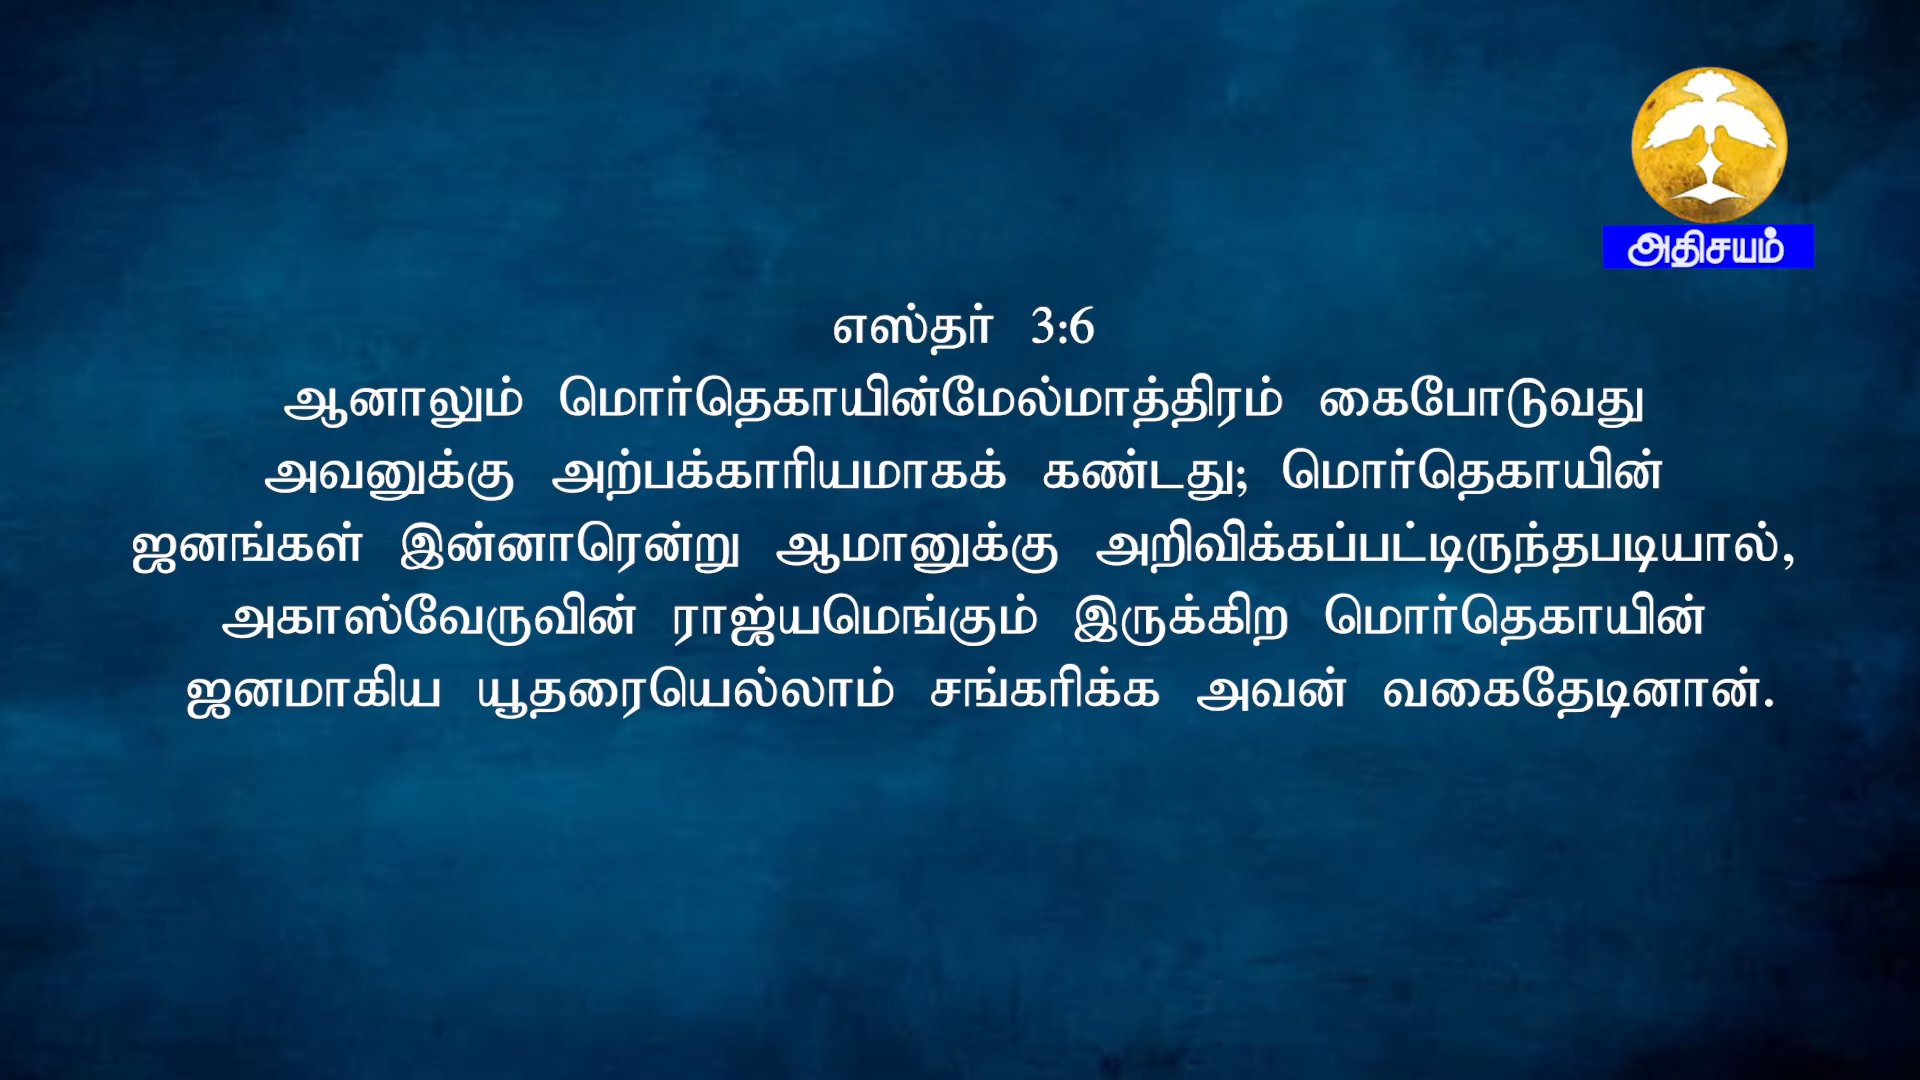 அதிசயம்
எஸ்தர் 3:6
ஆனாலும் மொர்தெகாயின்மேல்மாத்திரம் கைபோடுவது
அவனுக்கு அற்பக்காரியமாகக் கண்டது; மொர்தெகாயின்
ஜனங்கள் இன்னாரென்று ஆமானுக்கு அறிவிக்கப்பட்டிருந்தபடியால்,
அகாஸ்வேருவின் ராஜ்யமெங்கும் இருக்கிற மொர்தெகாயின்
ஜனமாகிய யூதரையெல்லாம் சங்கரிக்க அவன் வகைதேடினான்.